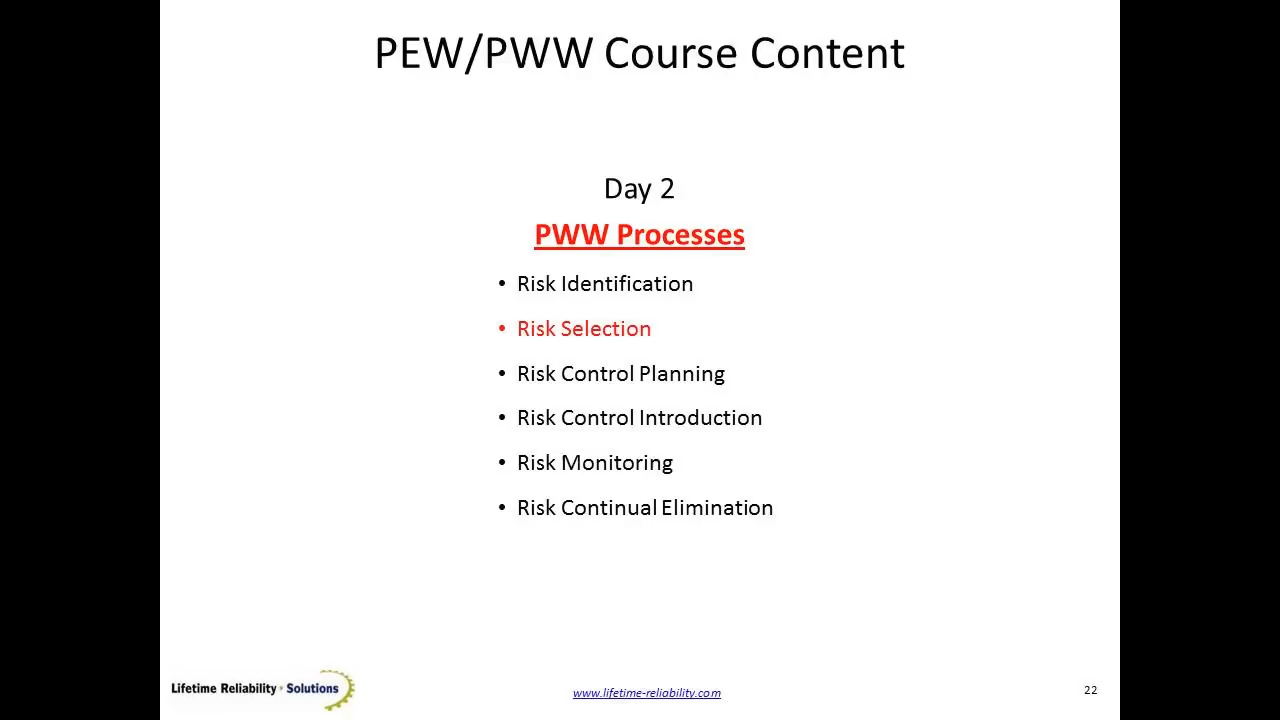 PEW/PWW Course Content
Day 2
PWW Processes
• Risk Identification
• Risk Selection
• Risk Control Planning
• Risk Control Introduction
• Risk Monitoring
• Risk Continual Elimination
Lifetime Reliability • Solutions
www.lifetime-reliability.com
22